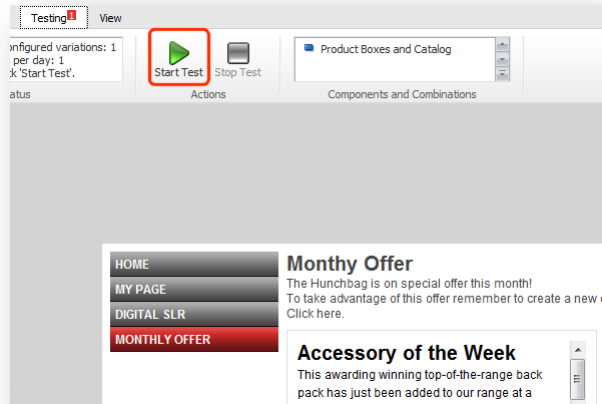 Testing 1 View
nfigured variations: 1
per day: 1
k 'Start Test'.
atus
Start Test Stop Test
Actions
Product Boxes and Catalog
Components and Combinations
HOME
MY PAGE
DIGITAL SLR
MONTHLY OFFER
Monthy Offer
The Hunchbag is on special offer this month!
To take advantage of this offer remember to create a new
Click here.
Accessory of the Week
This awarding winning top-of-the-range back
pack has just been added to our range at a